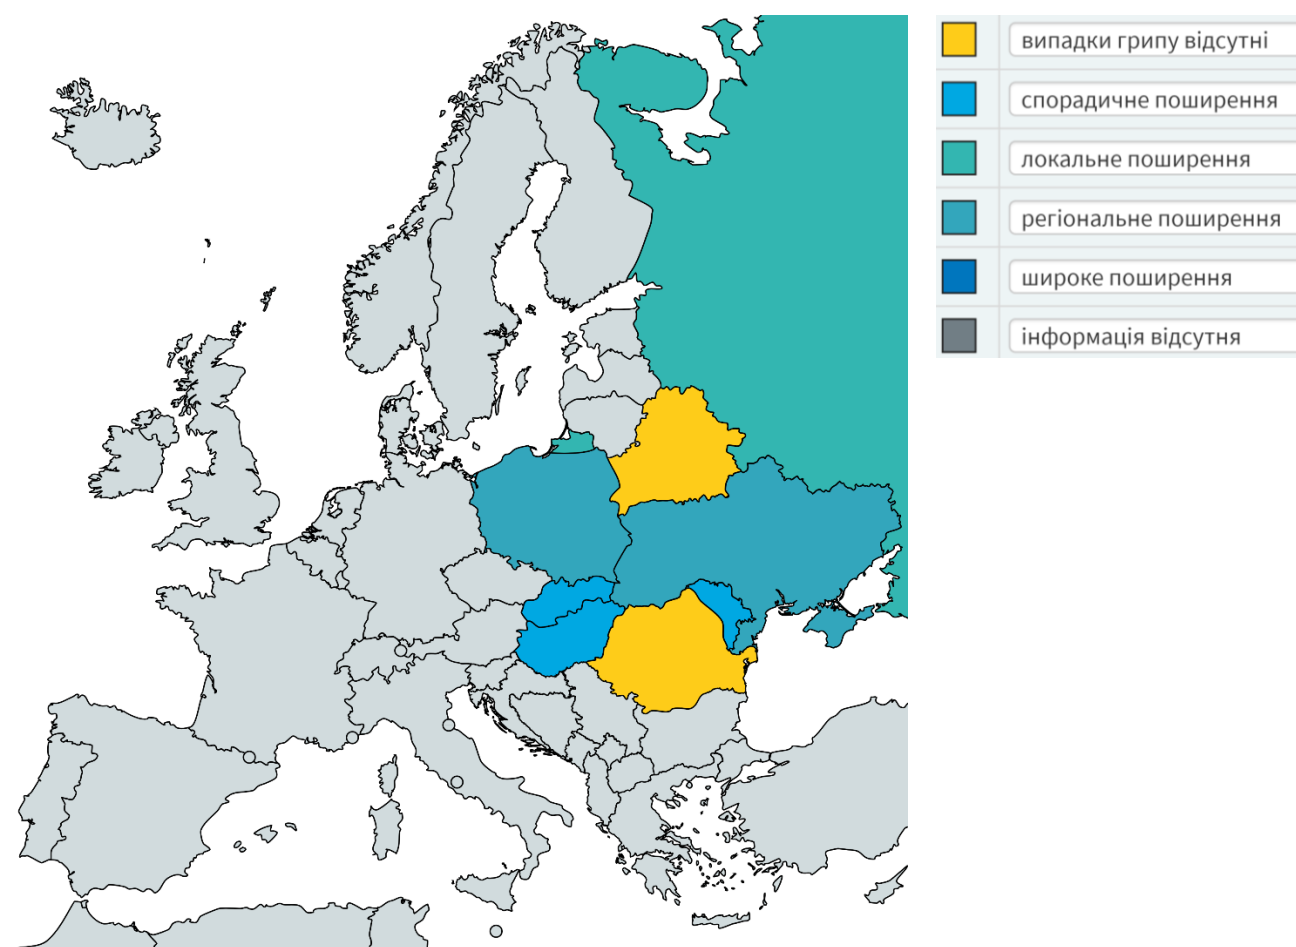 випадки грипу відсутні
спорадичне поширення
локальне поширення
регіональне поширення
широке поширення
інформація відсутня